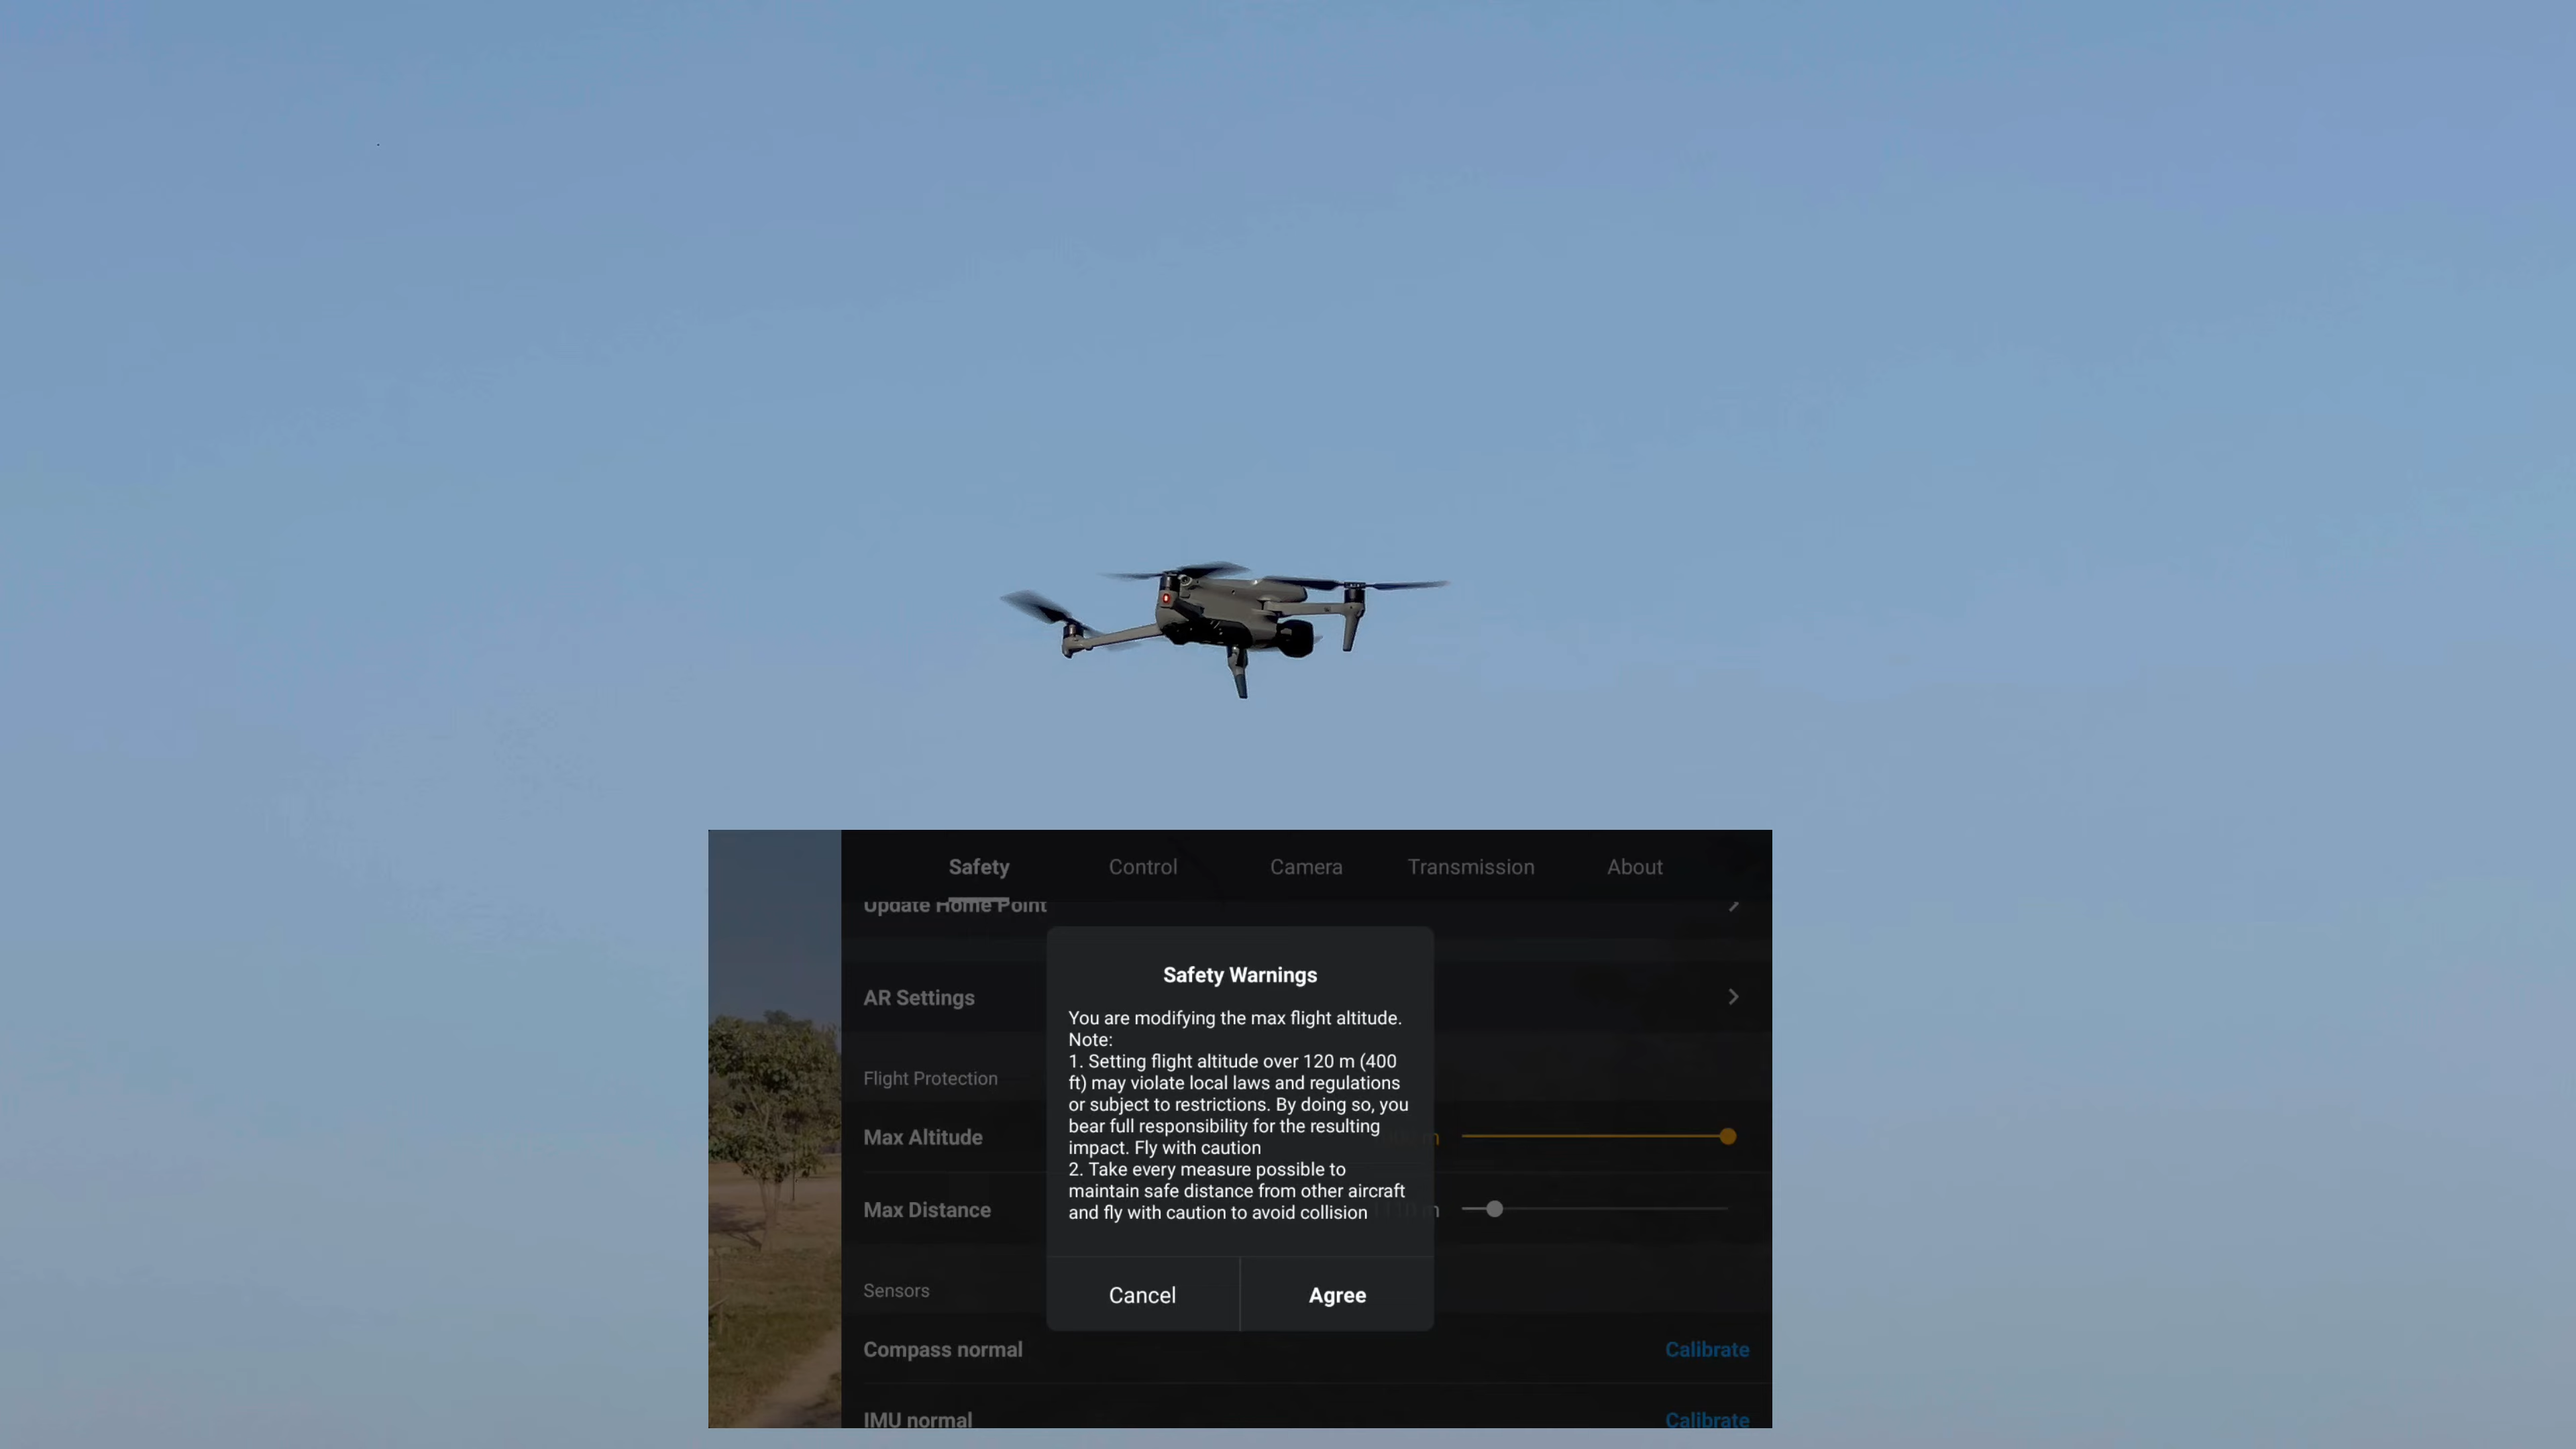 Safety Control Camera Transmission About
Update Home Point
AR Settings
Flight Protection
Max Altitude m
Max Distance m
Sensors
Compass normal Calibrate
IMU normal Calibrate
Safety Warnings
You are modifying the max flight altitude.
Note:
1. Setting flight altitude over 120 m (400
ft) may violate local laws and regulations
or subject to restrictions. By doing so, you
bear full responsibility for the resulting
impact. Fly with caution
2. Take every measure possible to
maintain safe distance from other aircraft
and fly with caution to avoid collision
Cancel Agree